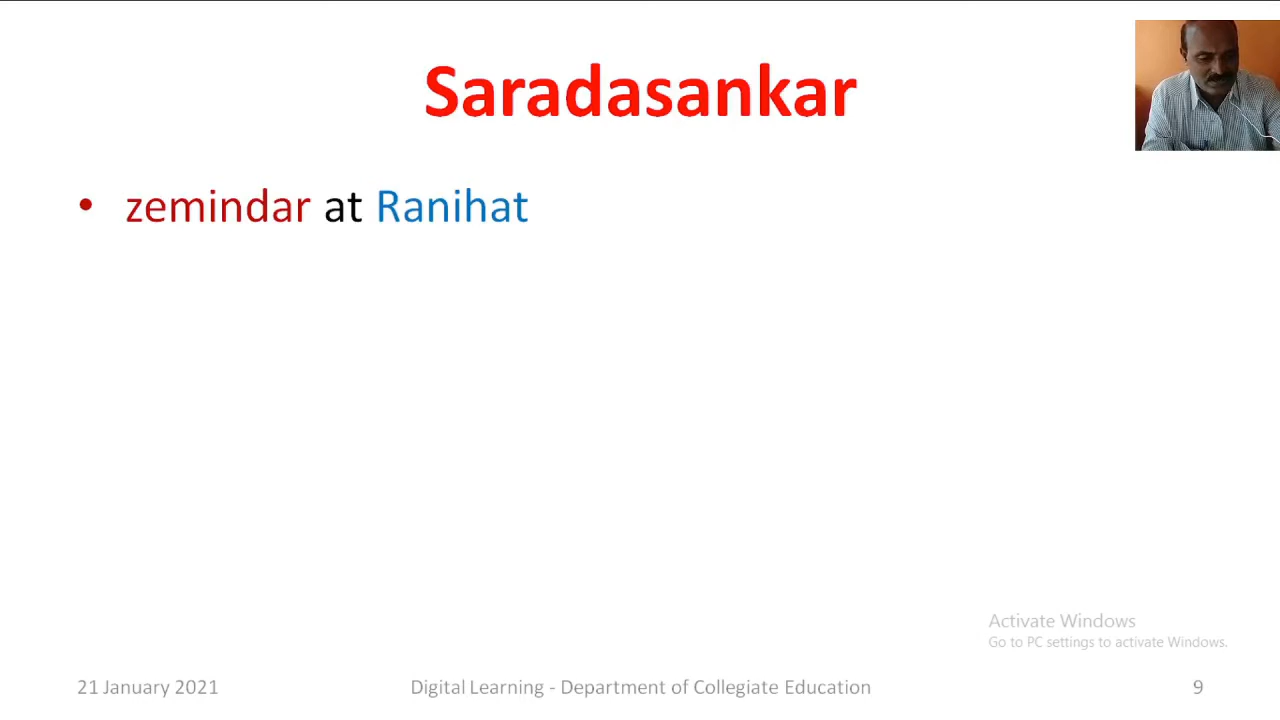 Saradasankar
• zemindar at Ranihat
Activate Windows
Go to PC settings to activate Windows.
21 January 2021
Digital Learning - Department of Collegiate Education
9